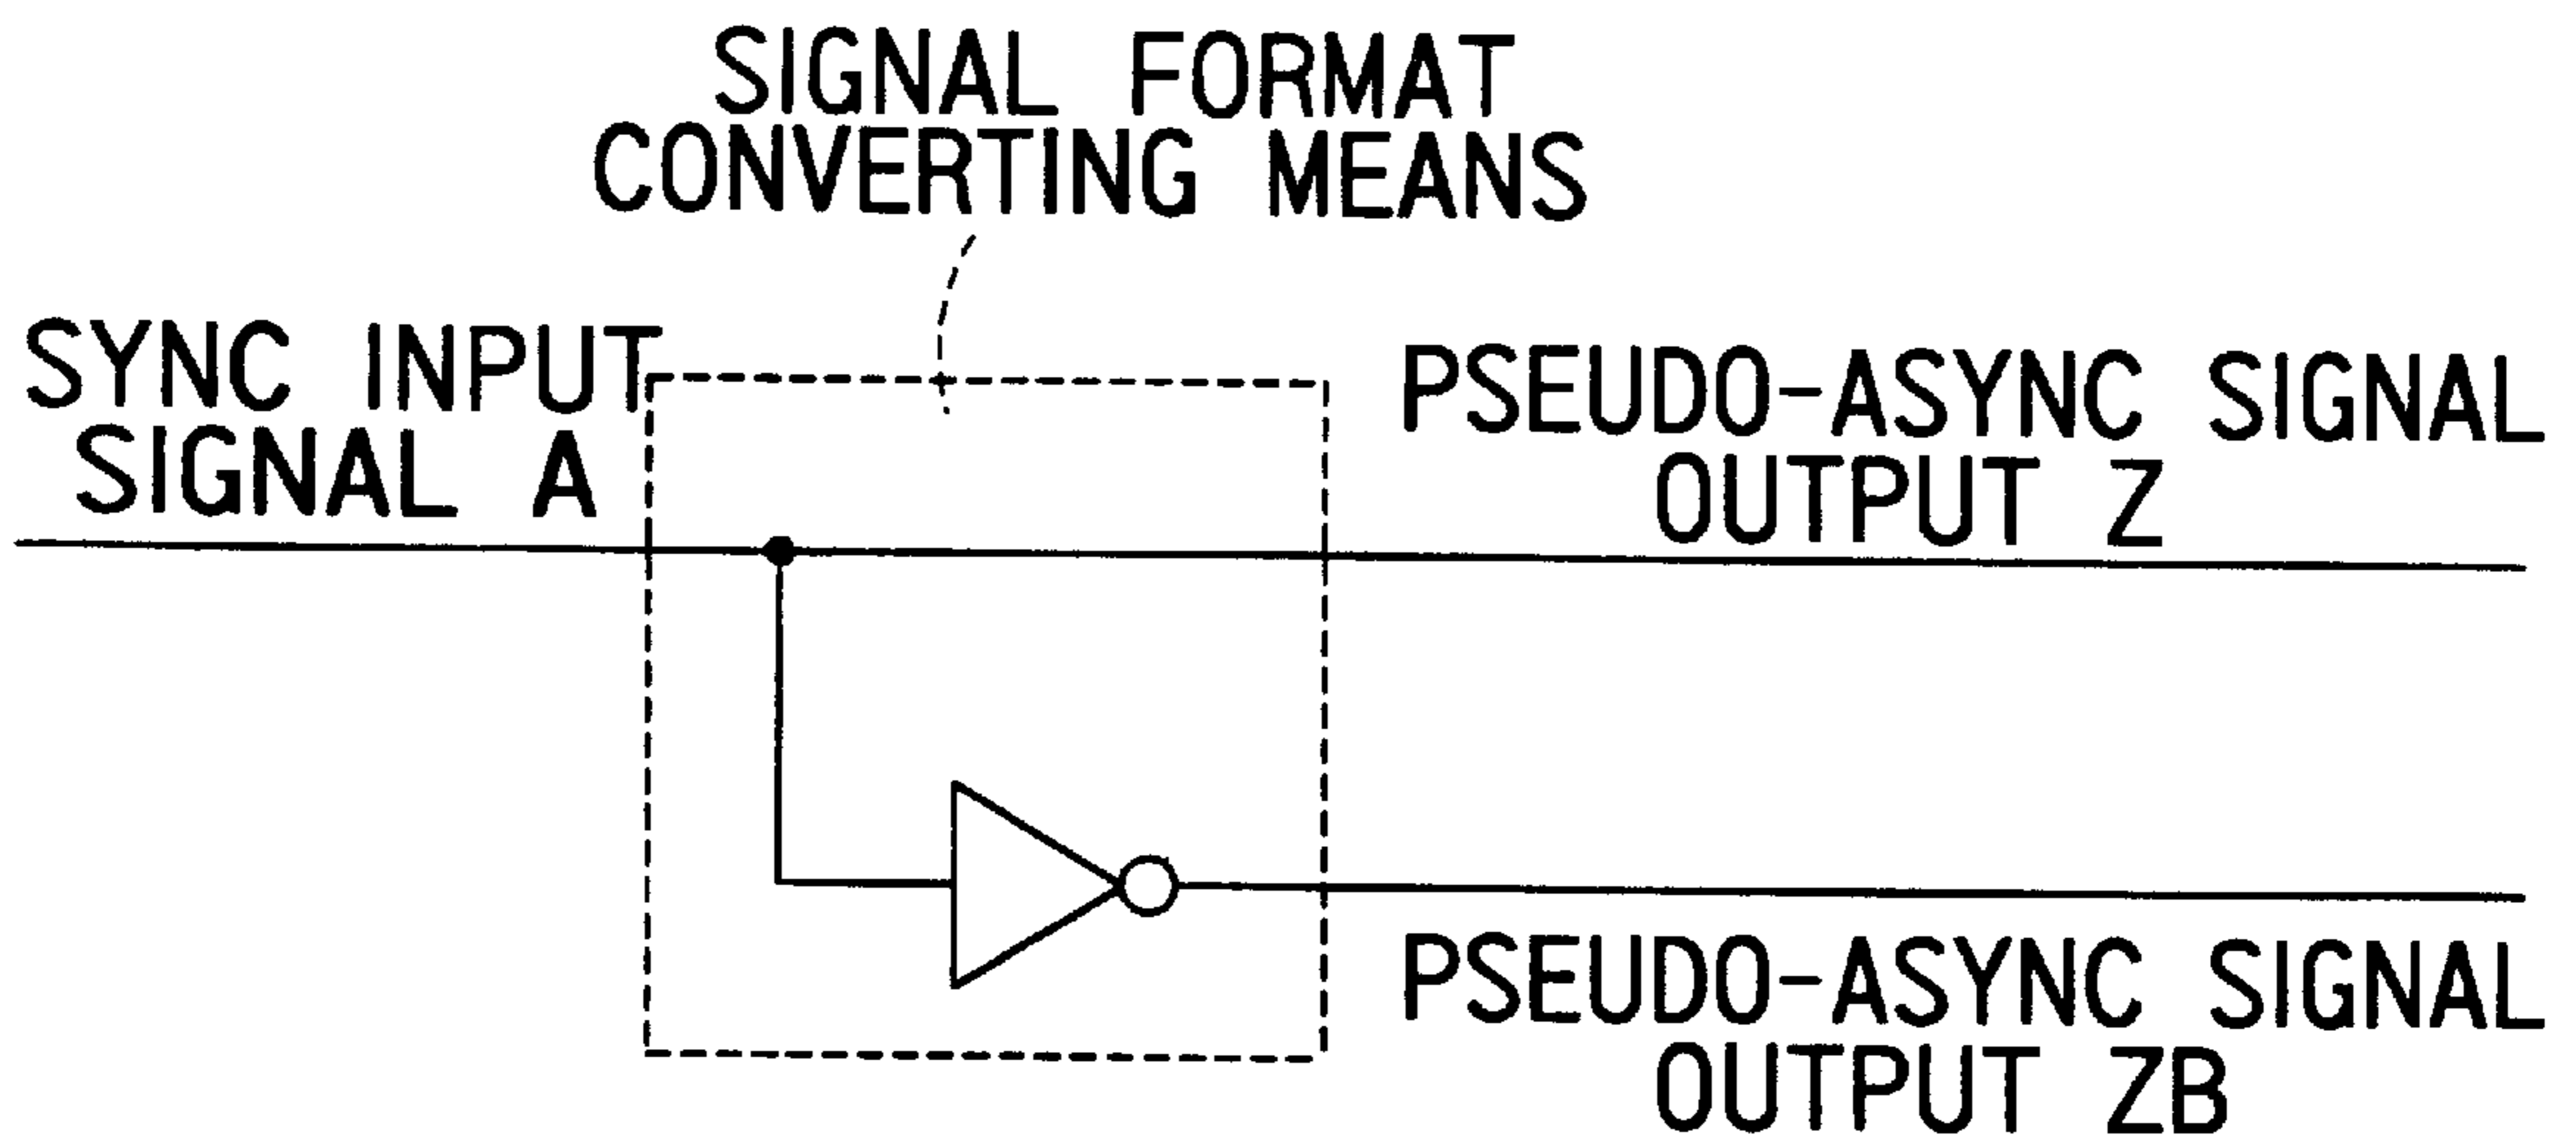 SIGNAL FORMAT
CONVERTING MEANS
SYNC INPUT
SIGNAL A
PSEUDO-ASYNC SIGNAL
OUTPUT Z
PSEUDO-ASYNC SIGNAL
OUTPUT ZB